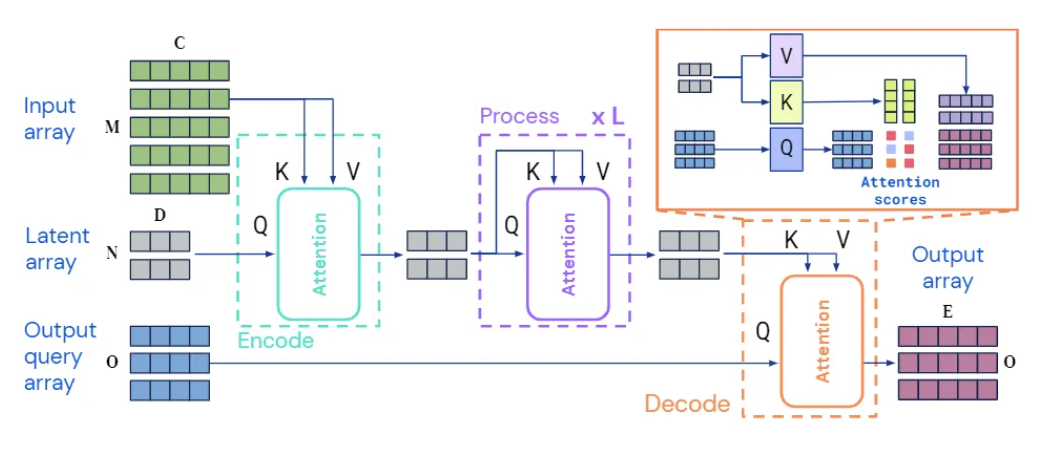 C
Input
array
M
K
V
Q
Attention
Encode
D
Latent
array
N
Output
query
array
O
Process
x L
K
V
Q
Attention
V
K
Q
Attention
scores
K
V
Q
Attention
Decode
Output
array
E
O